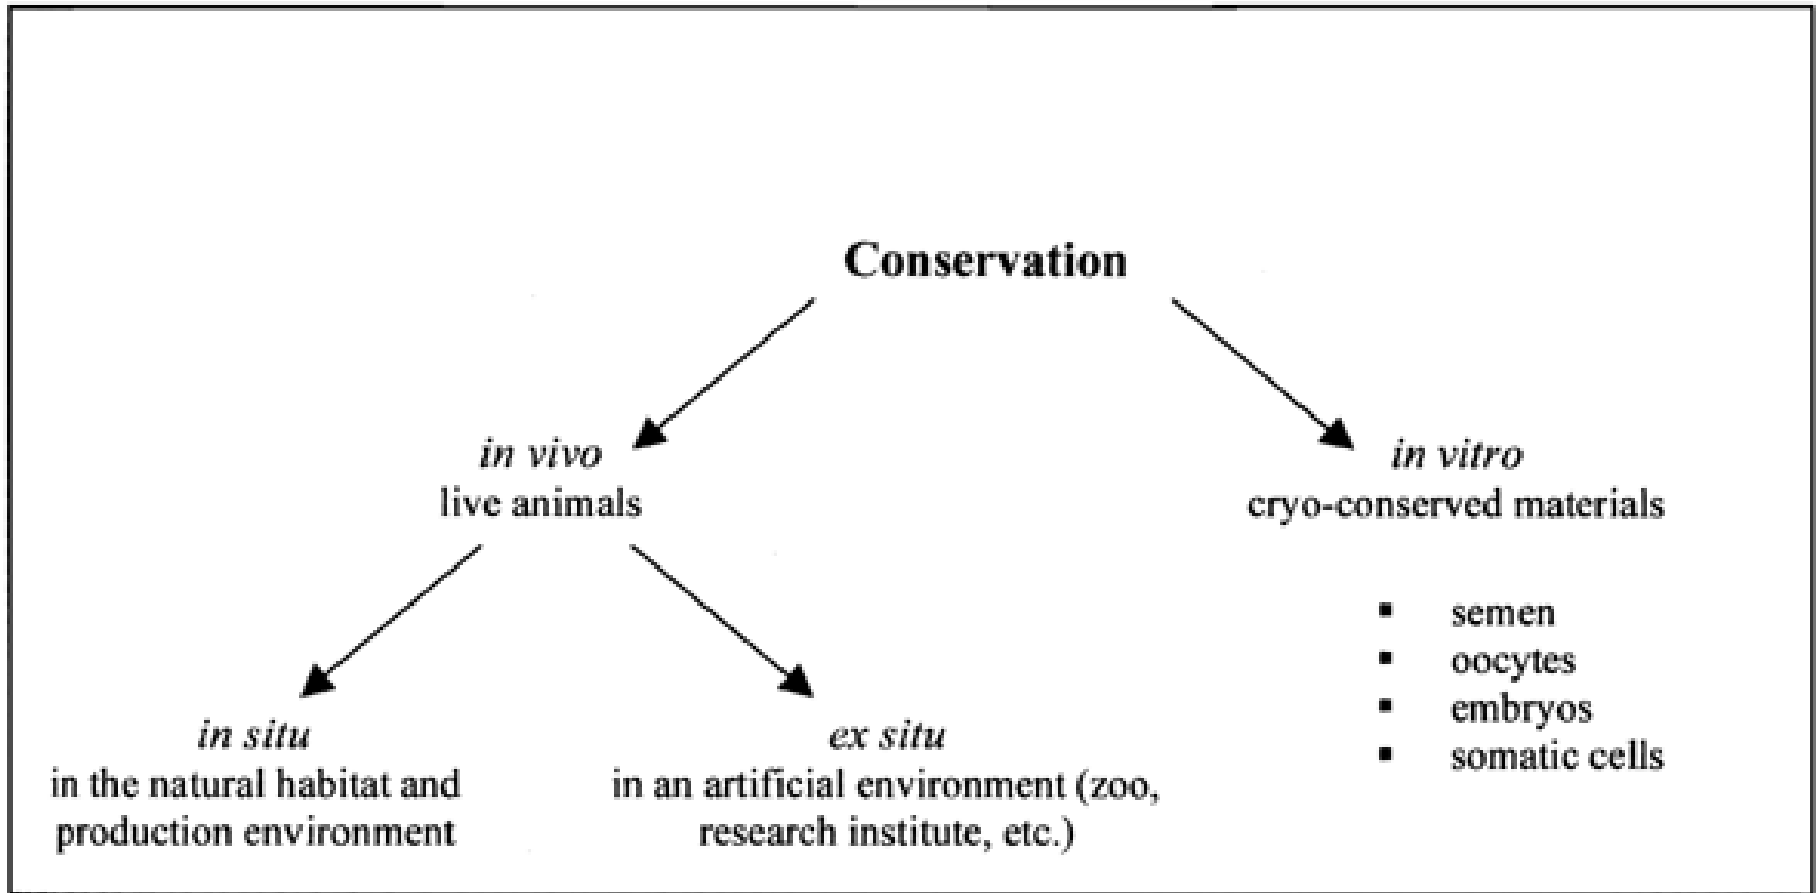 Conservation
in vivo
live animals
in vitro
cryo-conserved materials
▪ semen
▪ oocytes
▪ embryos
▪ somatic cells
in situ
in the natural habitat and
production environment
ex situ
in an artificial environment (zoo,
research institute, etc.)